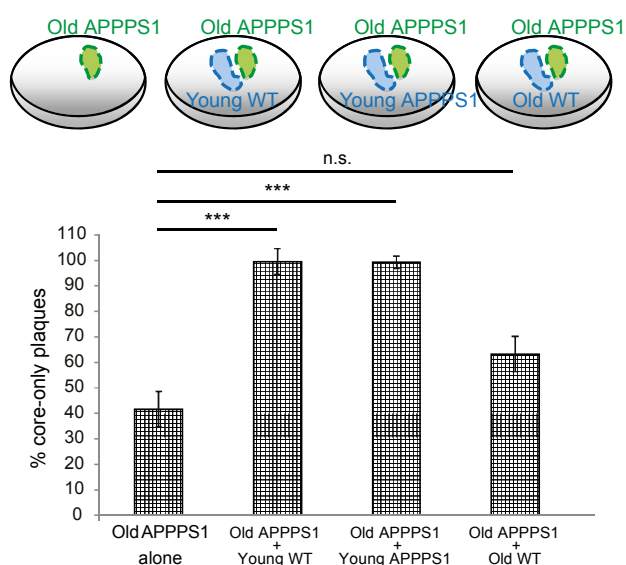 Old APPPS1 Old APPPS1 Old APPPS1 Old APPPS1
Young WT Young APPPS1 Old WT
n.s.
***
***
110
100
90
80
70
60
50
40
30
20
10
0
% core-only plaques
Old APPPS1
alone
Old APPPS1
+
Young WT
Old APPPS1
+
Young APPPS1
Old APPPS1
+
Old WT